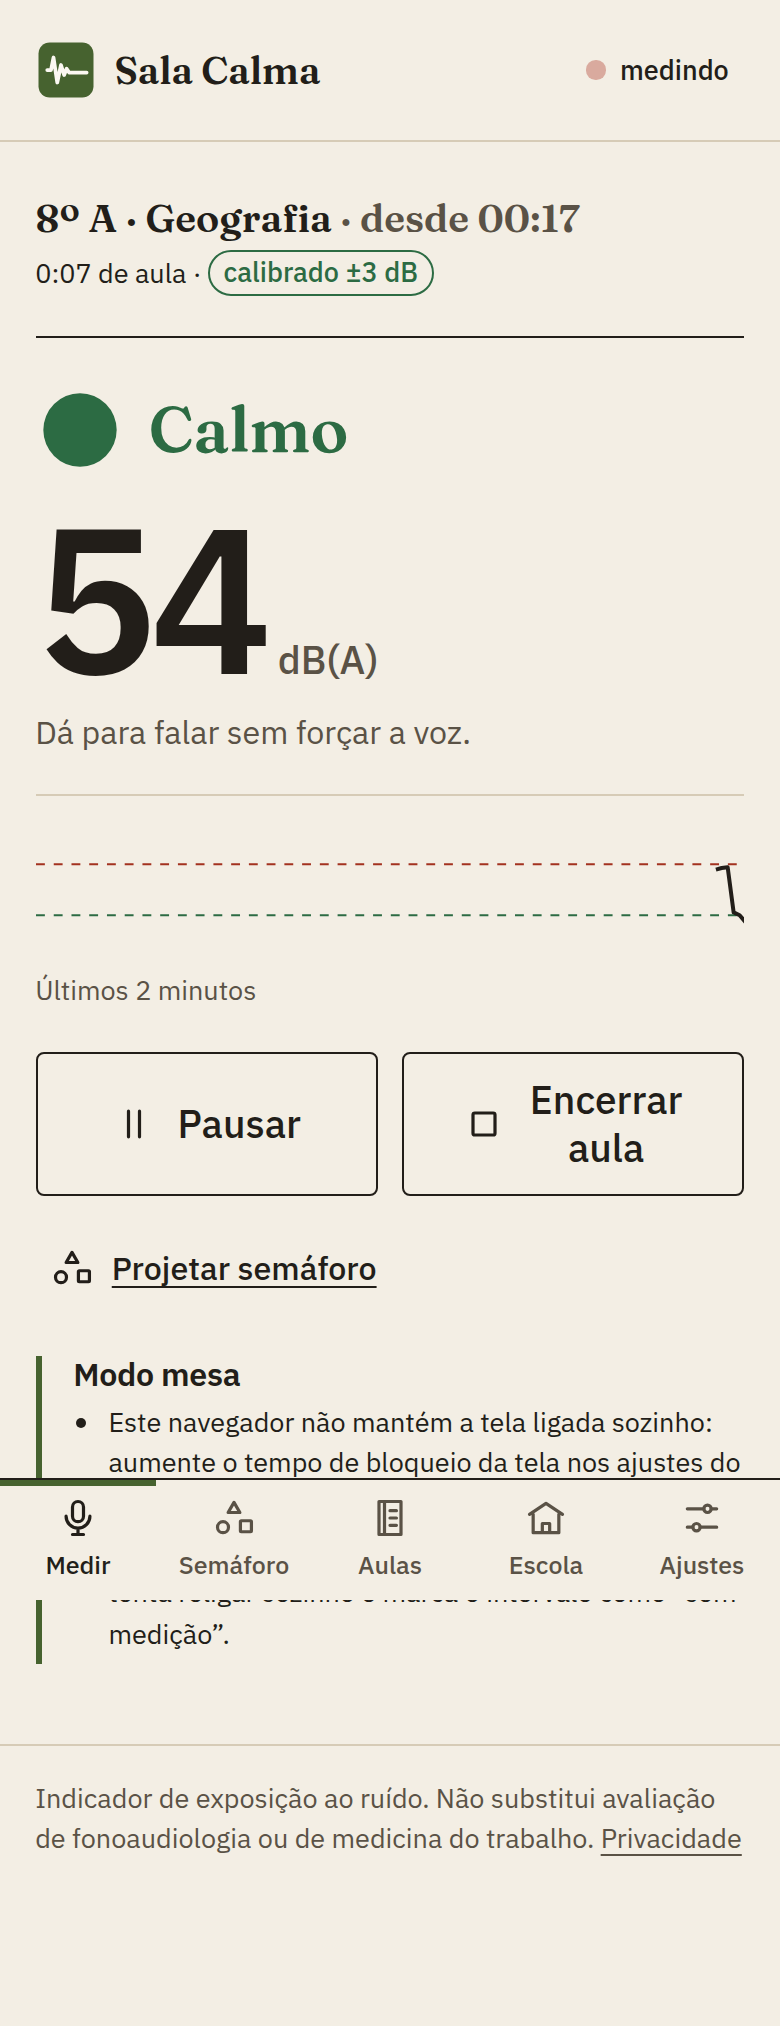 Sala Calma
medindo
8º A · Geografia · desde 00:17
0:07 de aula · calibrado ±3 dB
Calmo
54 dB(A)
Dá para falar sem forçar a voz.
Últimos 2 minutos
Pausar
Encerrar
aula
Projetar semáforo
Modo mesa
• Este navegador não mantém a tela ligada sozinho:
aumente o tempo de bloqueio da tela nos ajustes do
Medir
Semáforo
Aulas
Escola
Ajustes
medição”.
Indicador de exposição ao ruído. Não substitui avaliação
de fonoaudiologia ou de medicina do trabalho. Privacidade